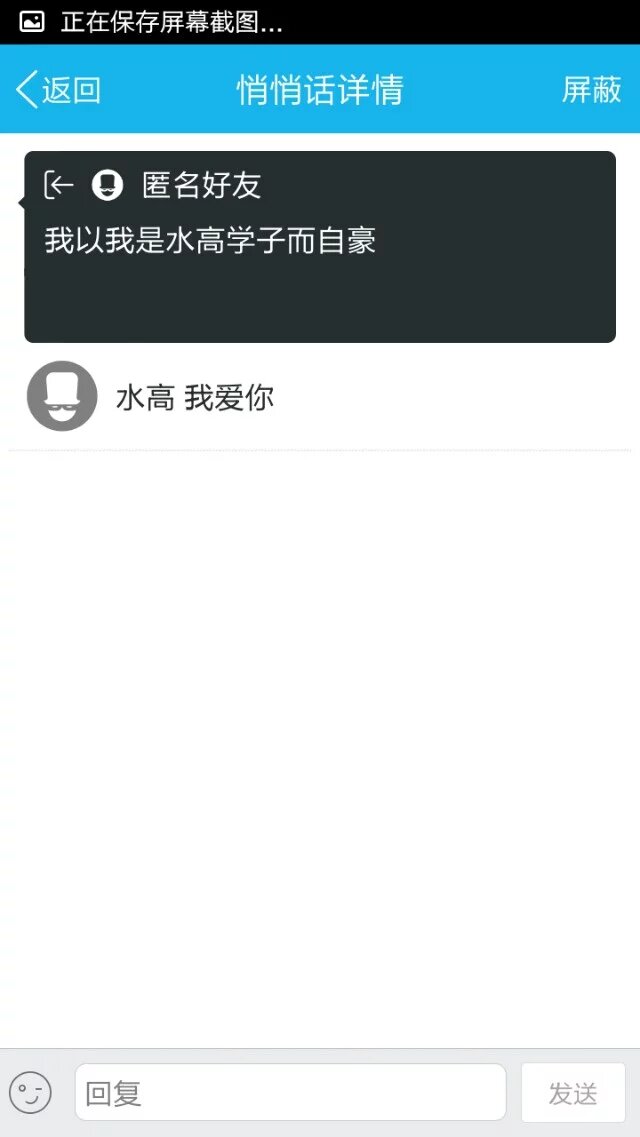 正在保存屏幕截图...
返回
悄悄话详情
屏蔽
匿名好友
我以我是水高学子而自豪
水高 我爱你
回复
发送